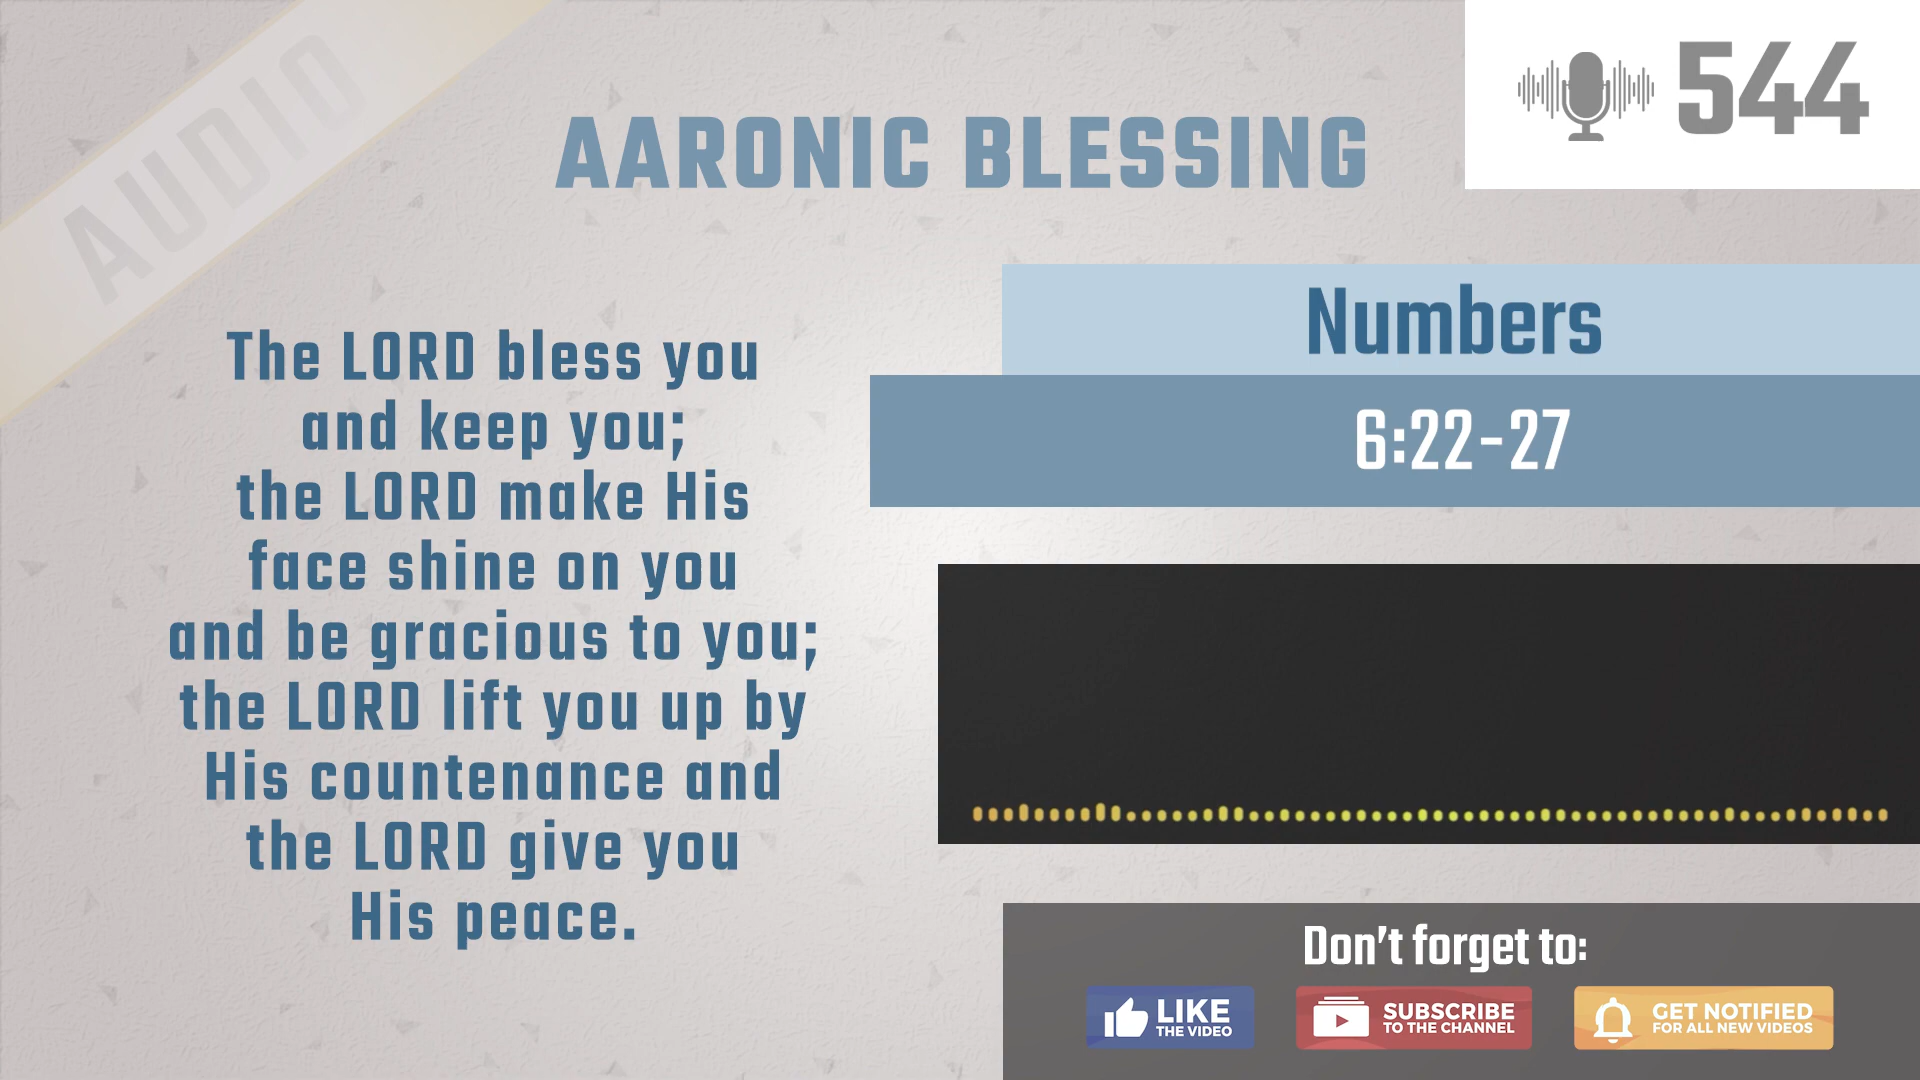 AUDIO
AARONIC BLESSING
544
Numbers
6:22-27
The LORD bless you
and keep you;
the LORD make His
face shine on you
and be gracious to you;
the LORD lift you up by
His countenance and
the LORD give you
His peace.
Don't forget to:
LIKE
THE VIDEO
SUBSCRIBE
TO THE CHANNEL
GET NOTIFIED
FOR ALL NEW VIDEOS